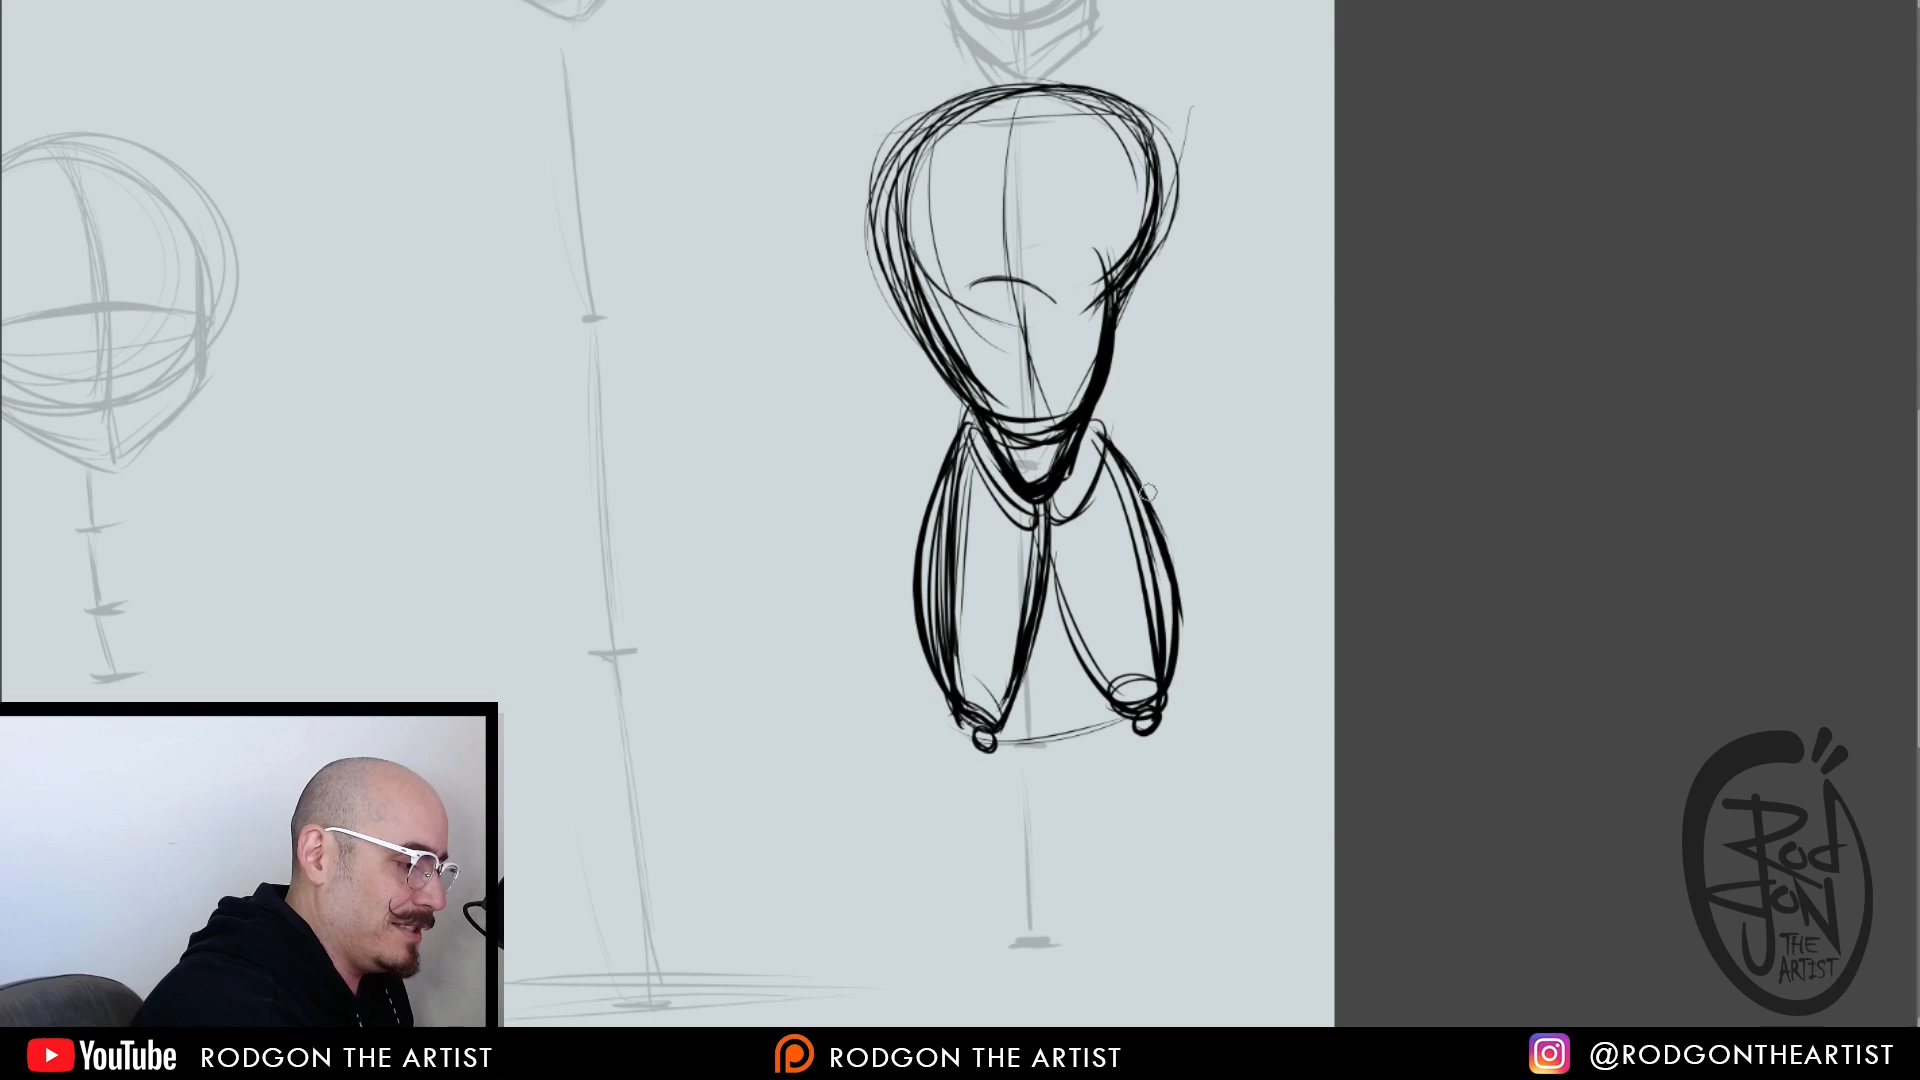 Rod
Gon
THE
ARTIST
YouTube RODGON THE ARTIST
RODGON THE ARTIST
@RODGONTHEARTIST